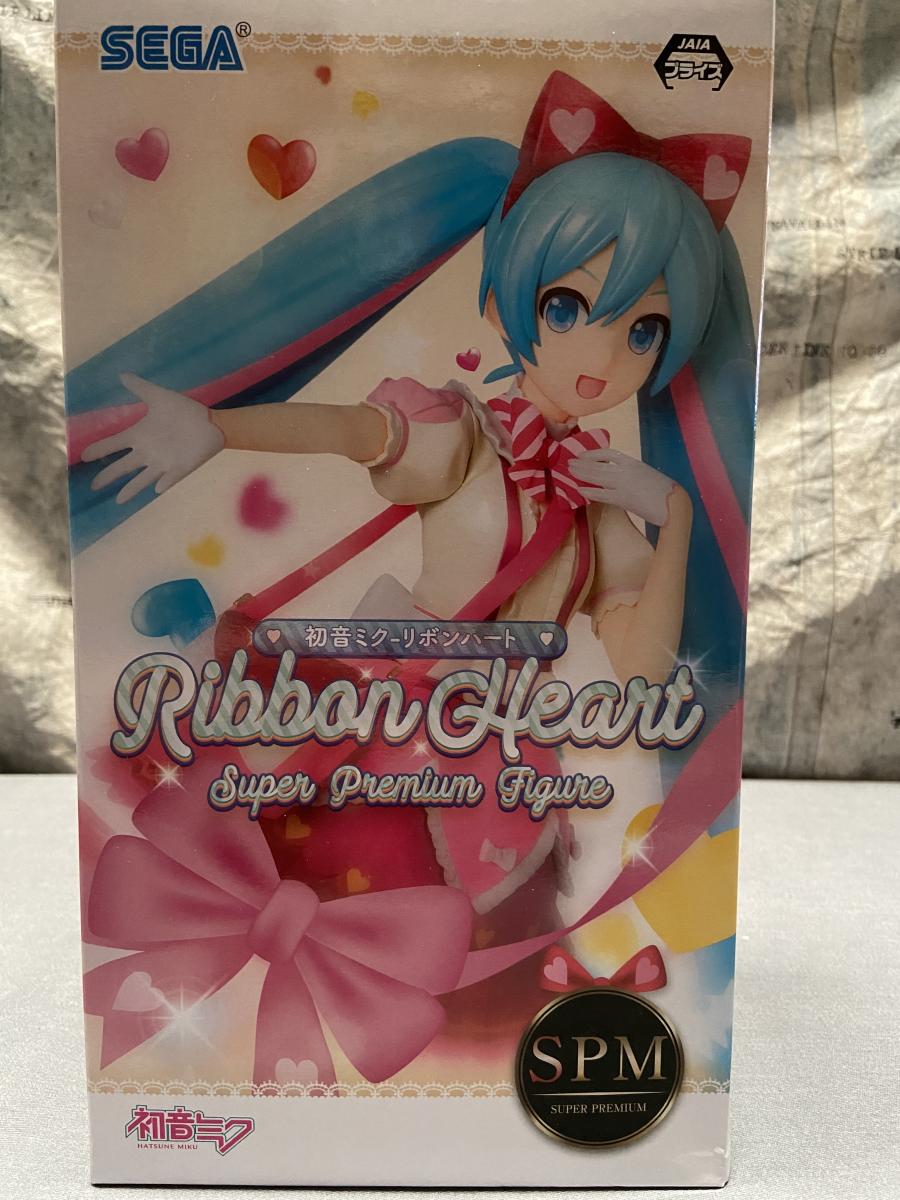 SEGA®
JAIA
プライズ
初音ミク-リボンハート
Ribbon Heart
Super Premium Figure
SPM
SUPER PREMIUM
初音ミク
HATSUNE MIKU